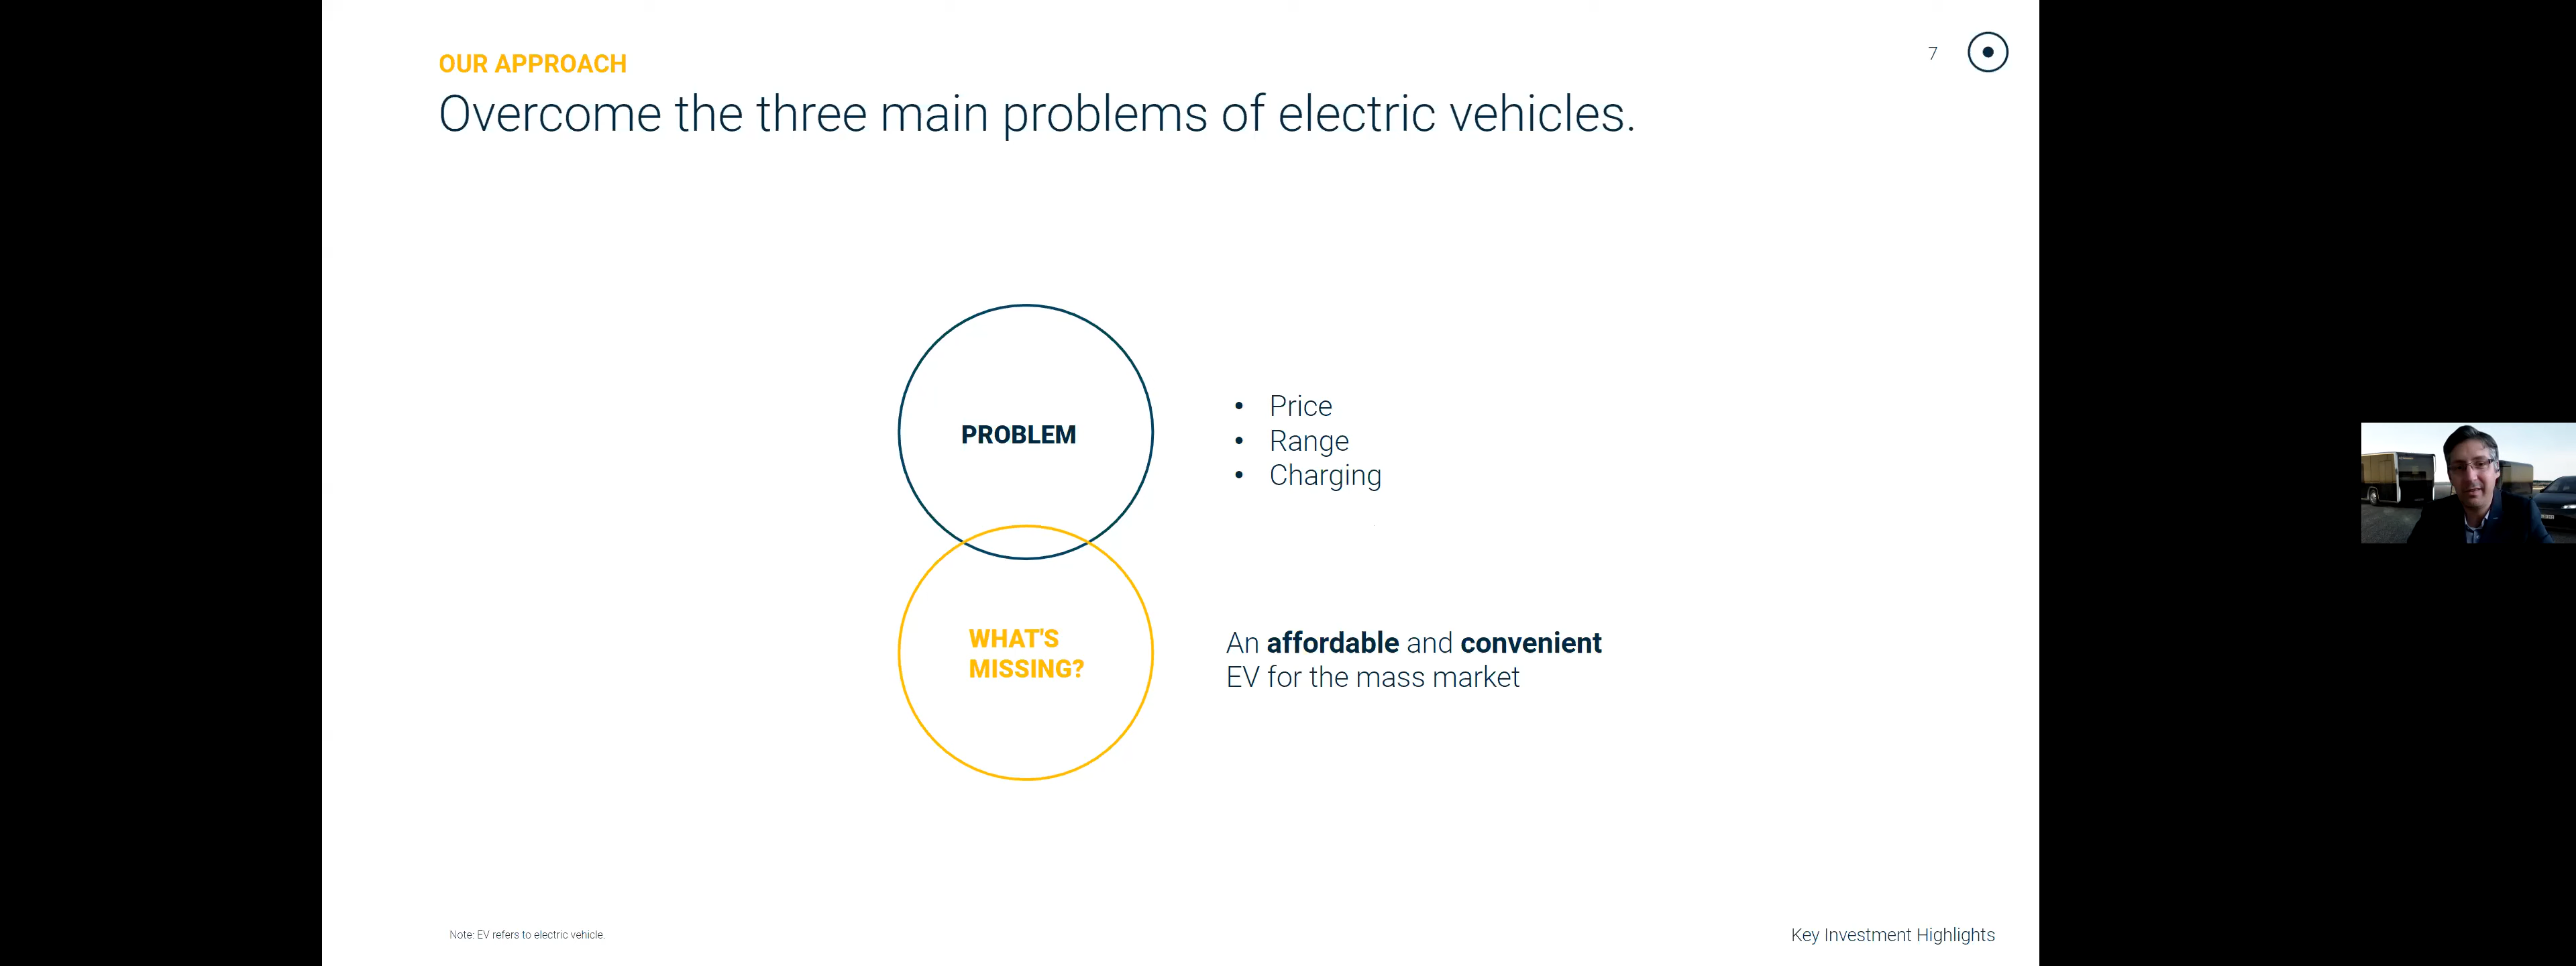 OUR APPROACH
7
Overcome the three main problems of electric vehicles.
PROBLEM
• Price
• Range
• Charging
WHAT'S
MISSING?
An affordable and convenient
EV for the mass market
Note: EV refers to electric vehicle.
Key Investment Highlights